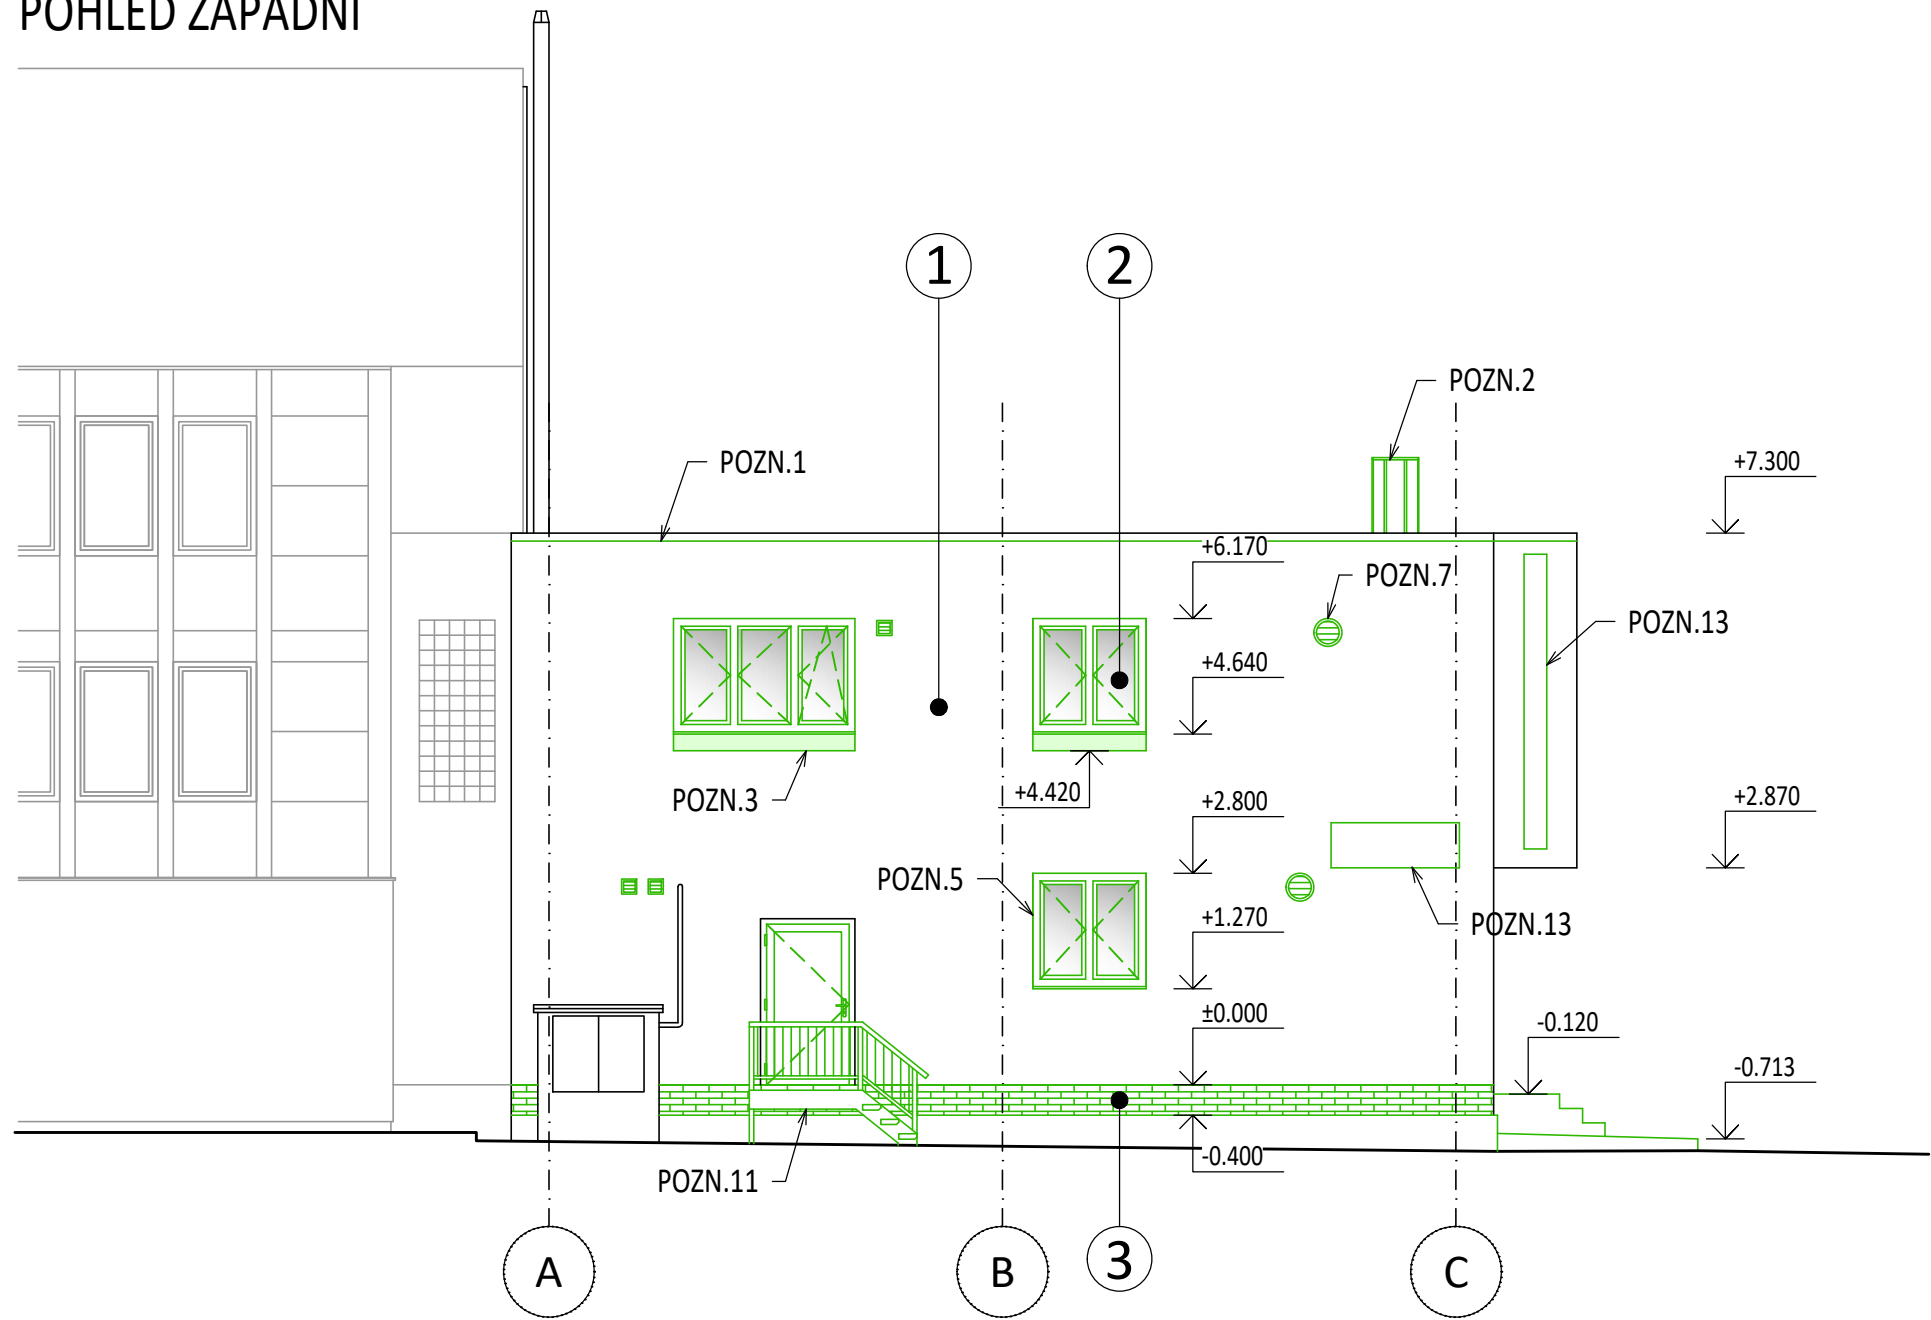 POHLED ZÁPADNÍ
1
2
POZN.2
POZN.1
+7.300
+6.170
POZN.7
POZN.13
+4.640
POZN.3
+4.420
+2.800
+2.870
POZN.5
+1.270
POZN.13
±0.000
-0.120
-0.713
-0.400
POZN.11
A
B
3
C